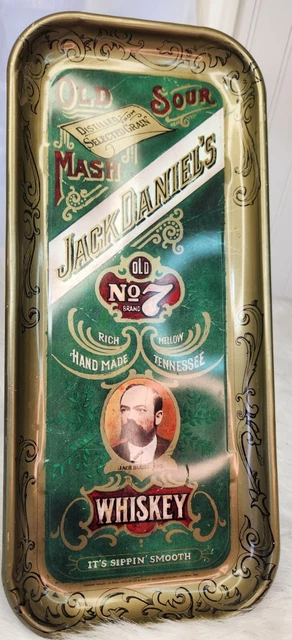 OLD SOUR
DISTILLED FROM
SELECTED GRAIN
MASH
JACK DANIEL'S
OLD
No 7
BRAND
RICH MELLOW
HAND MADE TENNESSEE
JACK
WHISKEY
IT'S SIPPIN' SMOOTH